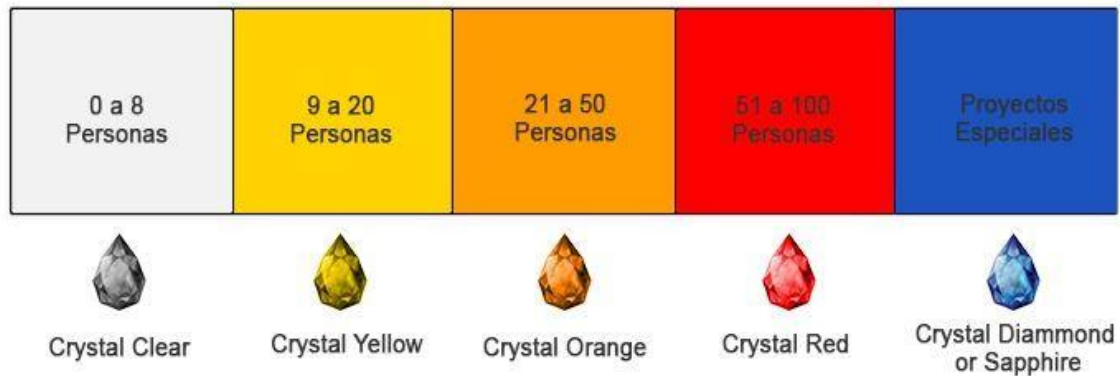 0 a 8
Personas
9 a 20
Personas
21 a 50
Personas
51 a 100
Personas
Proyectos
Especiales
Crystal Clear
Crystal Yellow
Crystal Orange
Crystal Red
Crystal Diammond
or Sapphire